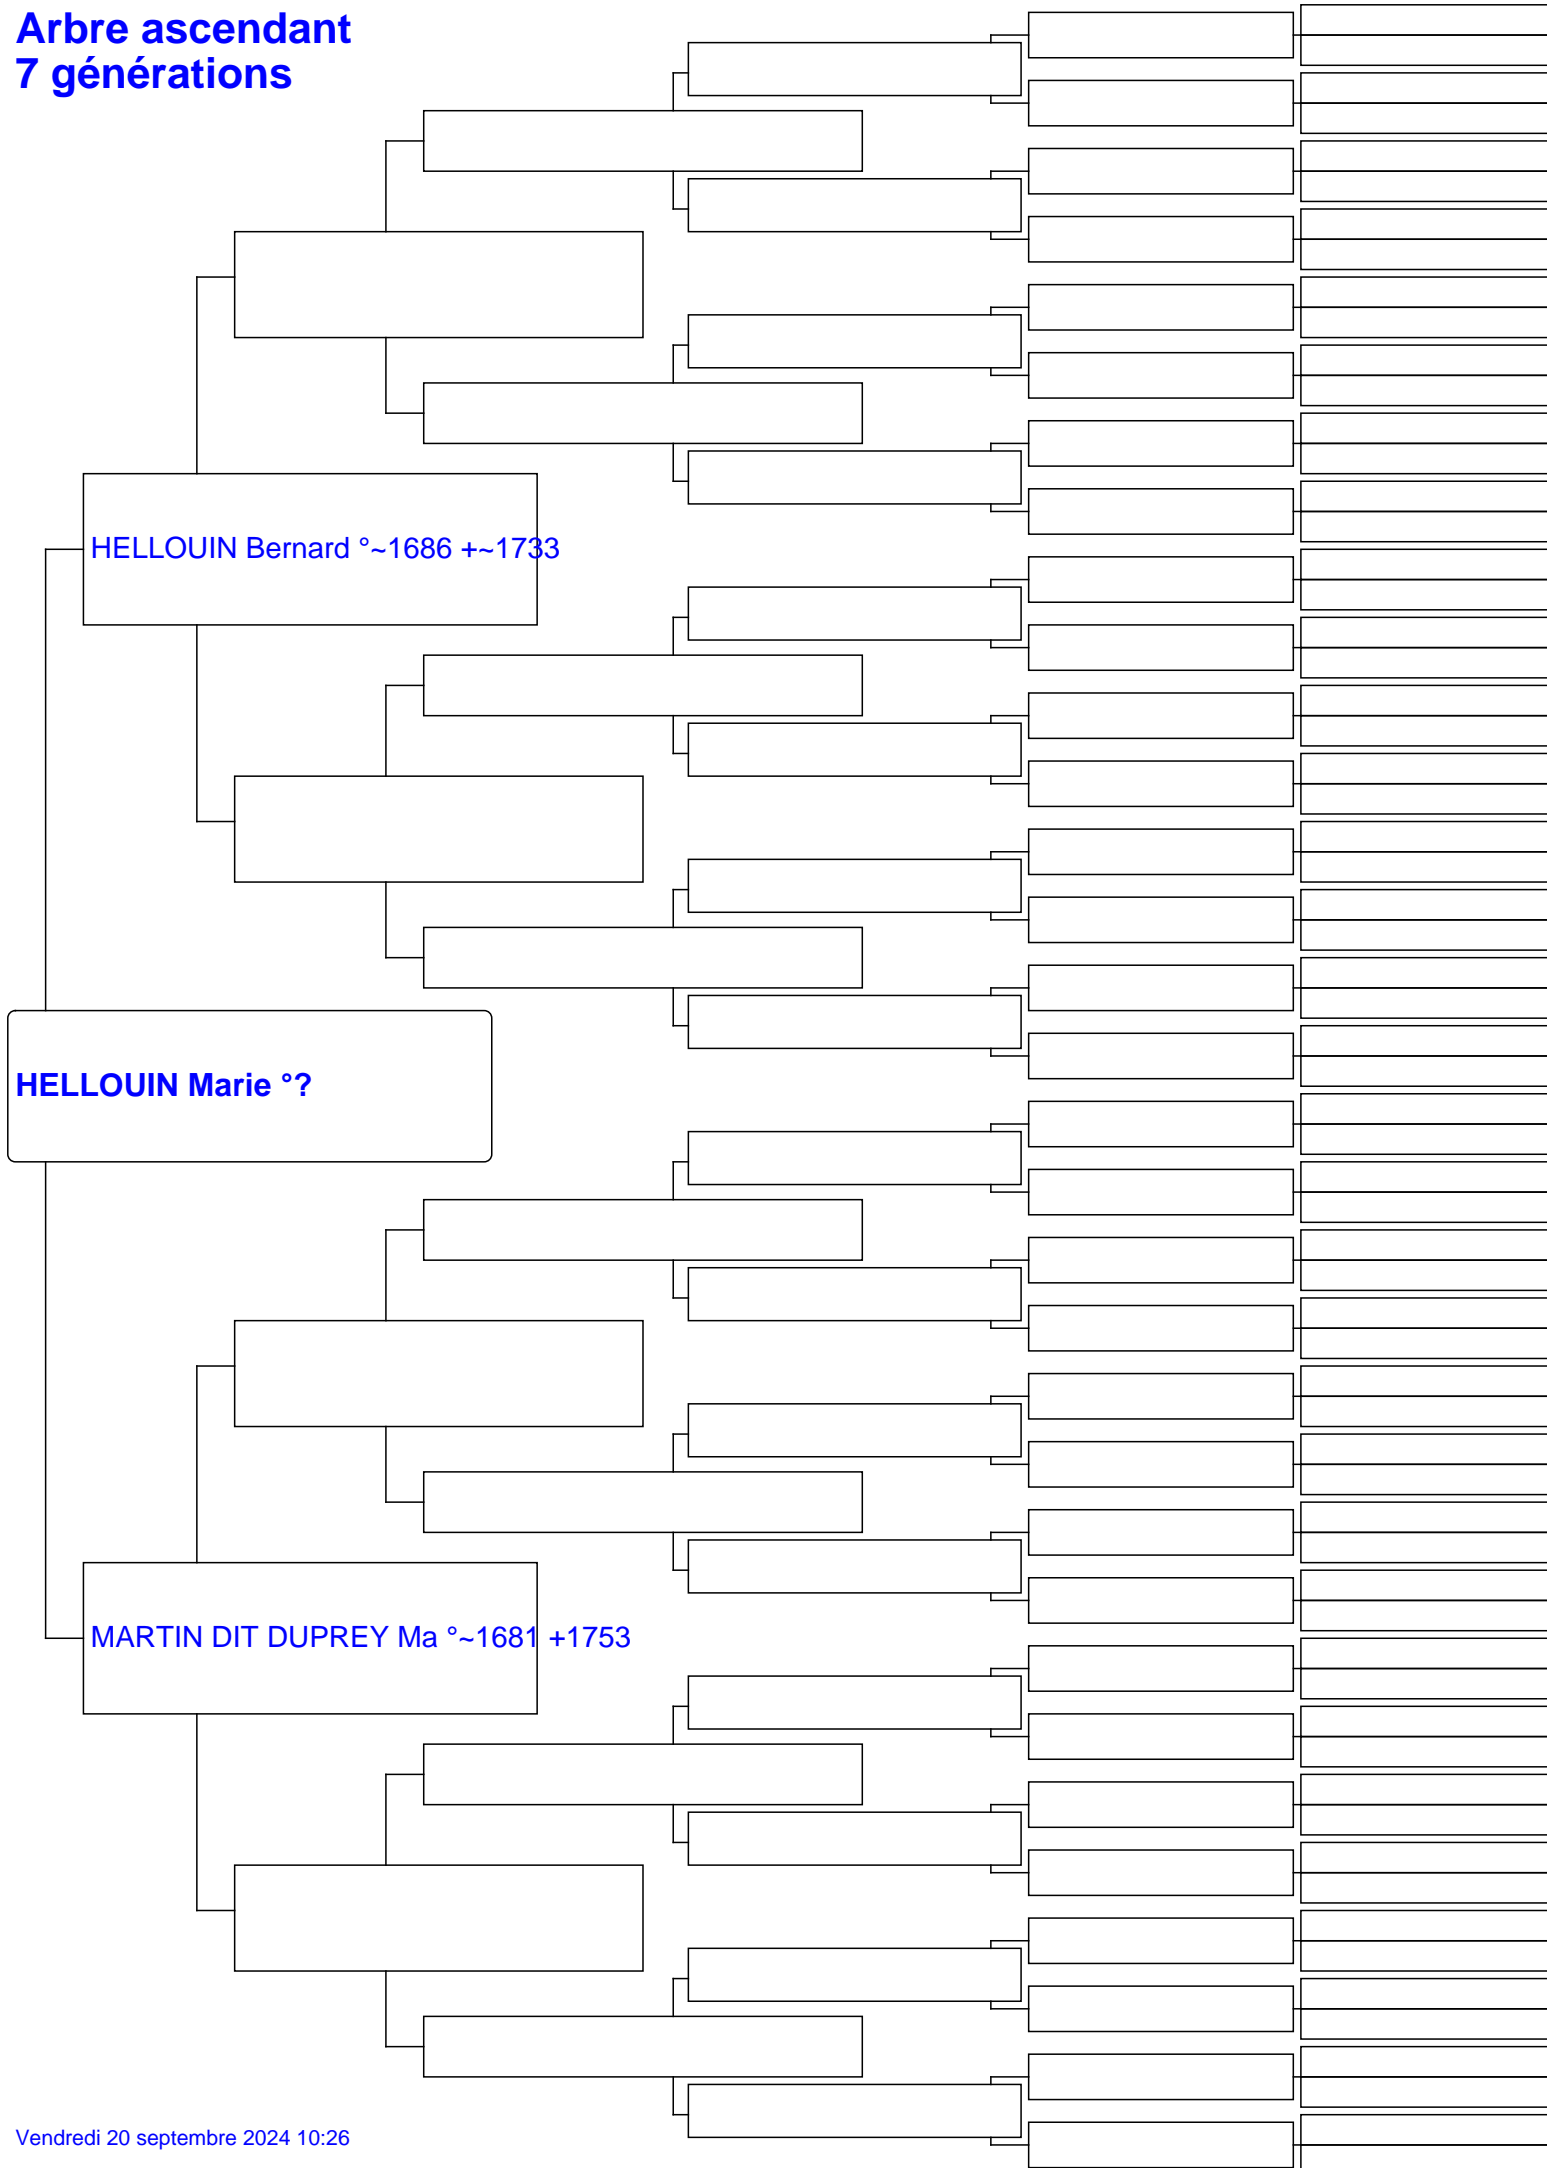 Arbre ascendant
7 générations
HELLOUIN Bernard °~1686 +~1733
HELLOUIN Marie °?
MARTIN DIT DUPREY Ma °~1681 +1753
Vendredi 20 septembre 2024 10:26